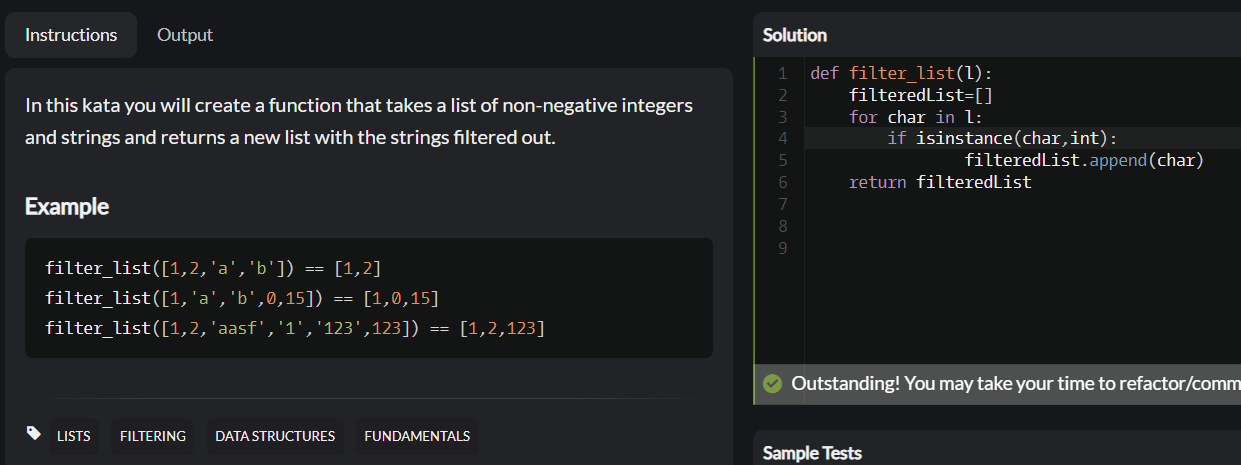 Instructions
Output
In this kata you will create a function that takes a list of non-negative integers
and strings and returns a new list with the strings filtered out.
Example
filter_list([1,2,'a','b']) == [1,2]
filter_list([1,'a','b',0,15]) == [1,0,15]
filter_list([1,2,'aasf','1','123',123]) == [1,2,123]
LISTS
FILTERING
DATA STRUCTURES
FUNDAMENTALS
Solution
1 def filter_list(l):
2     filteredList=[]
3     for char in l:
4         if isinstance(char,int):
5                 filteredList.append(char)
6     return filteredList
7
8
9
Outstanding! You may take your time to refactor/comm
Sample Tests